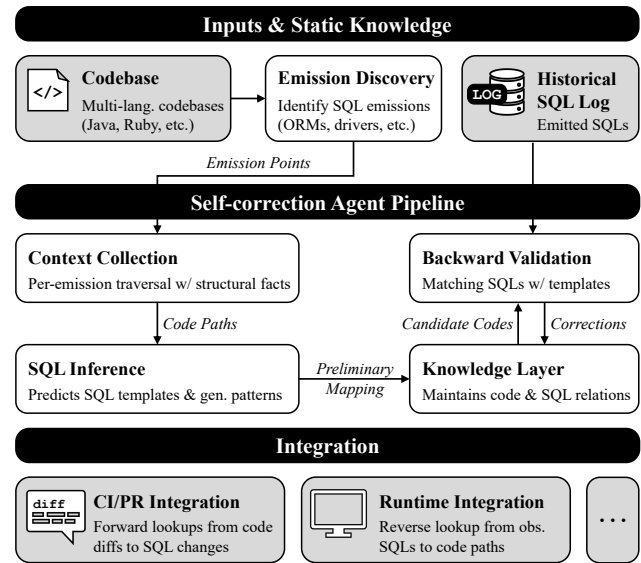 Inputs & Static Knowledge
</>
Codebase
Multi-lang. codebases
(Java, Ruby, etc.)
Emission Discovery
Identify SQL emissions
(ORMs, drivers, etc.)
LOG
Historical
SQL Log
Emitted SQLs
Emission Points
Self-correction Agent Pipeline
Context Collection
Per-emission traversal w/ structural facts
Backward Validation
Matching SQLs w/ templates
Code Paths
Candidate Codes
Corrections
SQL Inference
Predicts SQL templates & gen. patterns
Preliminary
Mapping
Knowledge Layer
Maintains code & SQL relations
Integration
diff
CI/PR Integration
Forward lookups from code
diffs to SQL changes
Runtime Integration
Reverse lookup from obs.
SQLs to code paths
...